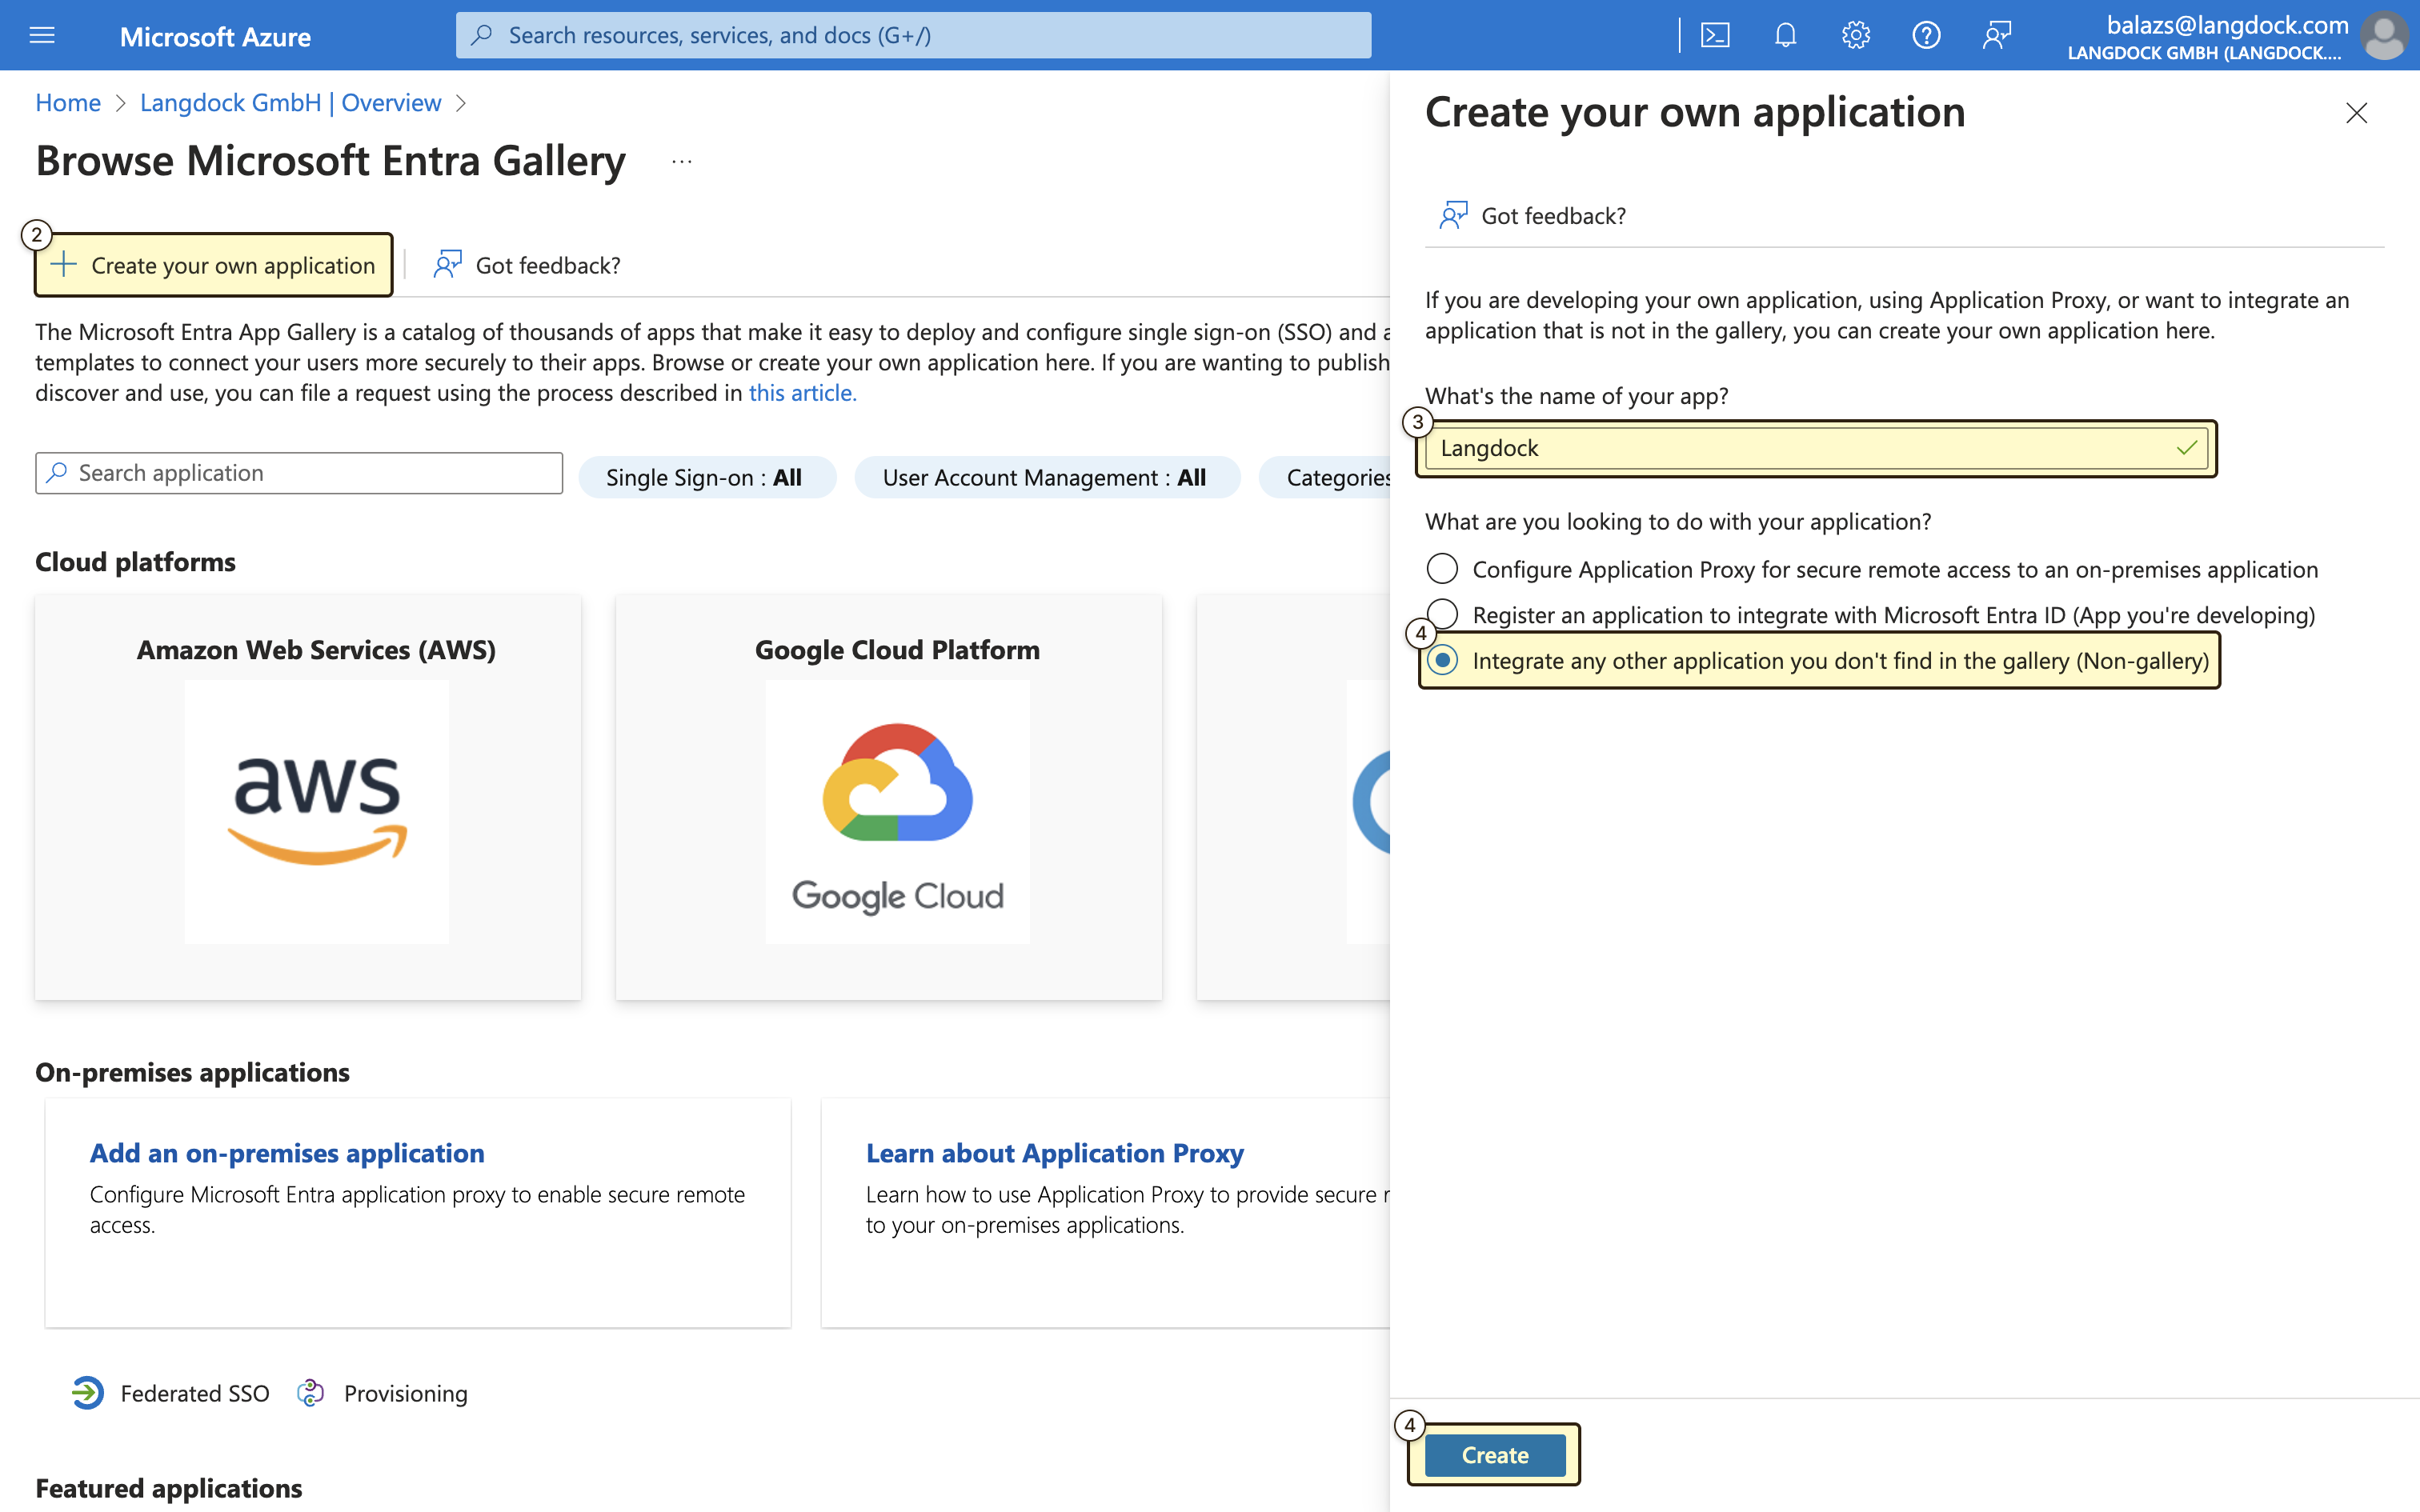 Microsoft Azure
Search resources, services, and docs (G+/)
balazs@langdock.com
LANGDOCK GMBH (LANGDOCK....
Home > Langdock GmbH | Overview >
Browse Microsoft Entra Gallery ...
2
Create your own application
Got feedback?
The Microsoft Entra App Gallery is a catalog of thousands of apps that make it easy to deploy and configure single sign-on (SSO) and
templates to connect your users more securely to their apps. Browse or create your own application here. If you are wanting to publish
discover and use, you can file a request using the process described in this article.
Search application
Single Sign-on : All
User Account Management : All
Categories
Cloud platforms
Amazon Web Services (AWS)
aws
Google Cloud Platform
Google Cloud
On-premises applications
Add an on-premises application
Configure Microsoft Entra application proxy to enable secure remote
access.
Learn about Application Proxy
Learn how to use Application Proxy to provide secure
to your on-premises applications.
Federated SSO
Provisioning
Featured applications
Create your own application
Got feedback?
If you are developing your own application, using Application Proxy, or want to integrate an
application that is not in the gallery, you can create your own application here.
What's the name of your app?
3
Langdock
What are you looking to do with your application?
Configure Application Proxy for secure remote access to an on-premises application
Register an application to integrate with Microsoft Entra ID (App you're developing)
4
Integrate any other application you don't find in the gallery (Non-gallery)
4
Create